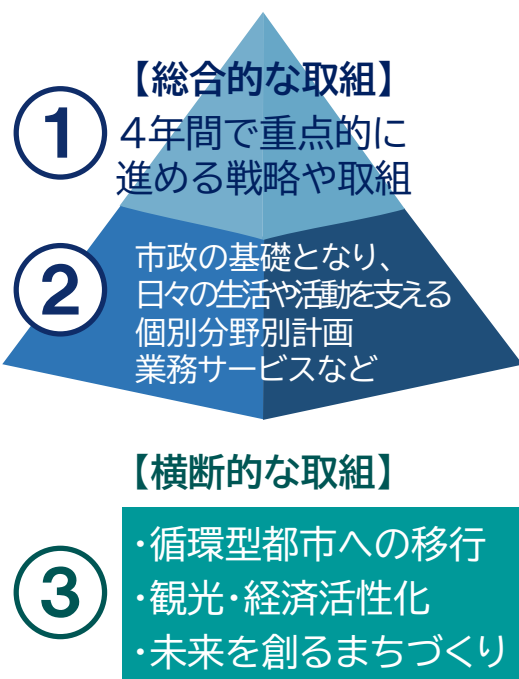 【総合的な取組】
①
4年間で重点的に
進める戦略や取組
②
市政の基礎となり、
日々の生活や活動を支える
個別分野別計画
業務サービスなど
【横断的な取組】
③
・循環型都市への移行
・観光・経済活性化
・未来を創るまちづくり